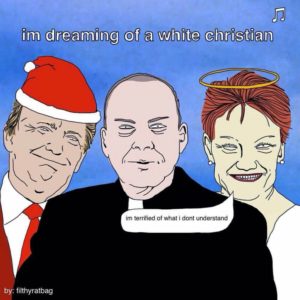 im dreaming of a white christian
im terrified of what i dont understand
by: filthyratbag